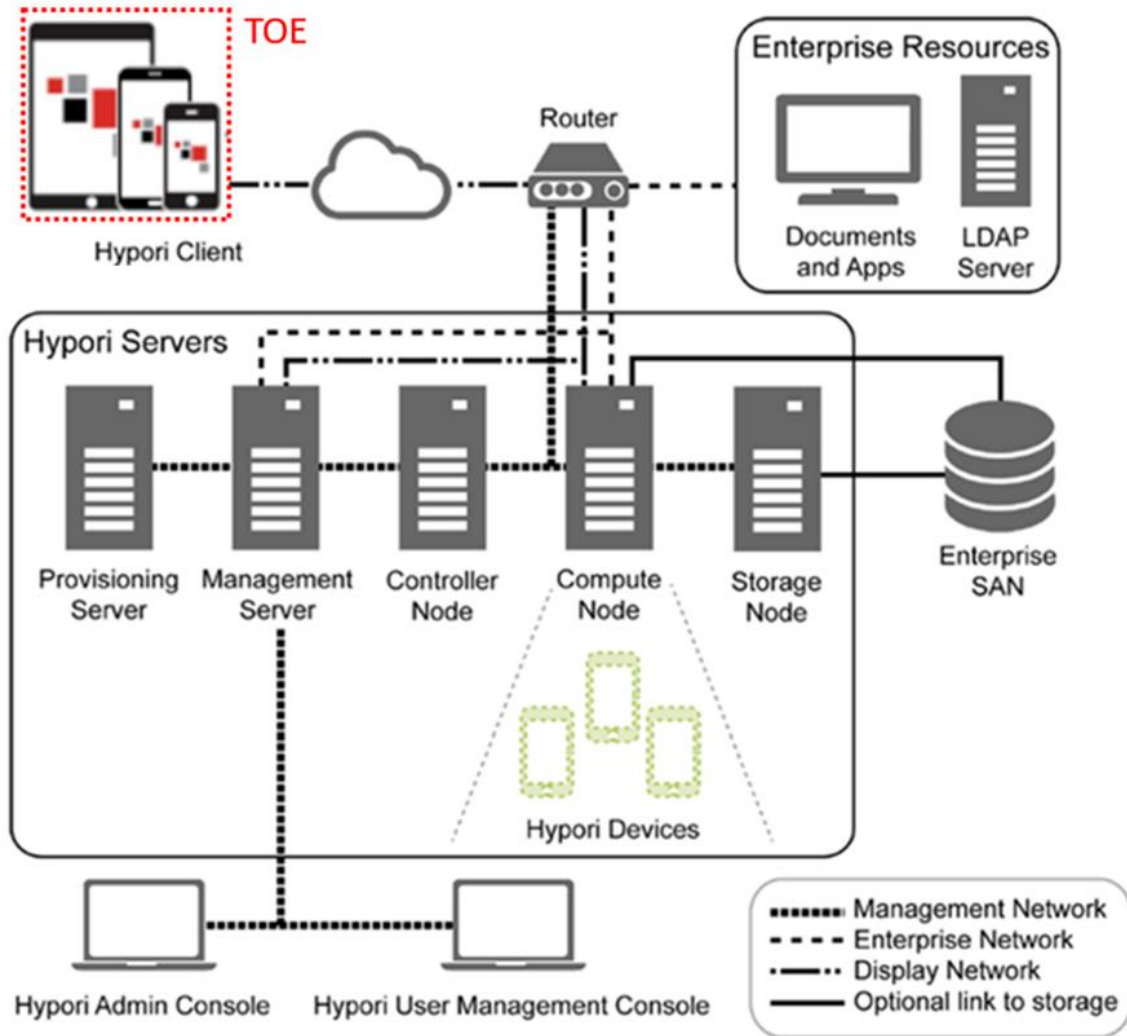 TOE
Hypori Client
Router
Enterprise Resources
Documents
and Apps
LDAP
Server
Hypori Servers
Provisioning
Server
Management
Server
Controller
Node
Compute
Node
Storage
Node
Enterprise
SAN
Hypori Devices
Hypori Admin Console
Hypori User Management Console
Management Network
Enterprise Network
Display Network
Optional link to storage